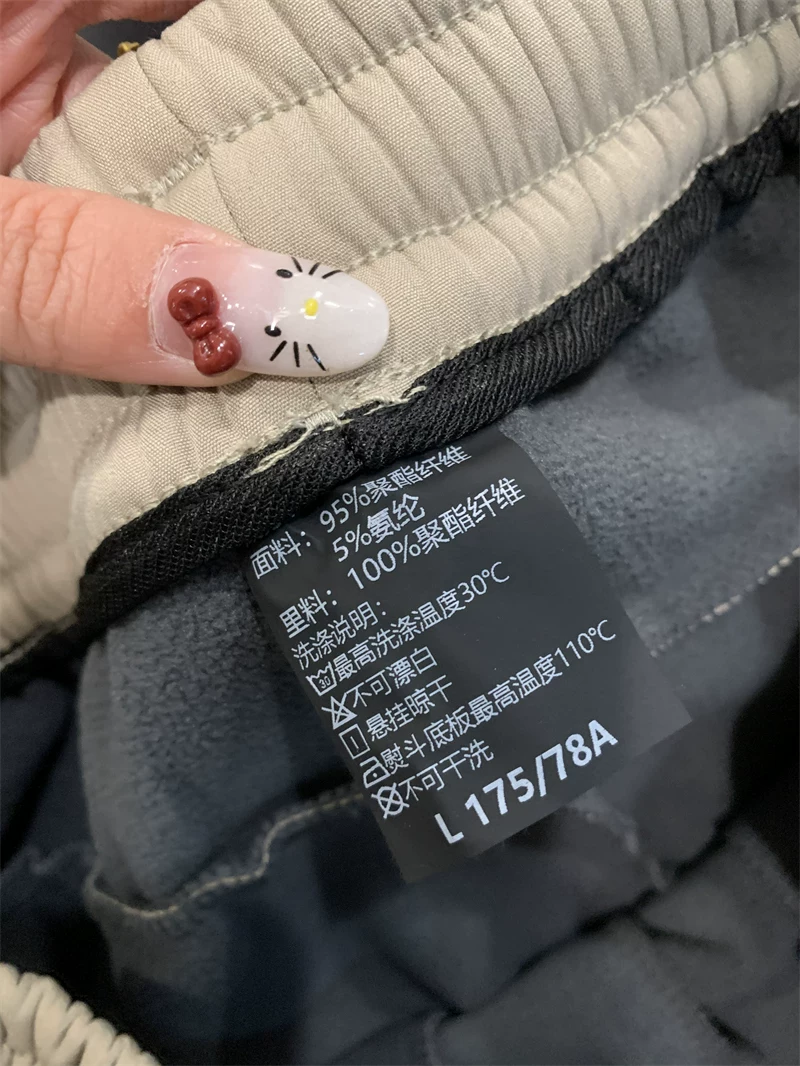 面料：95%聚酯纤维
5%氨纶
里料：100%聚酯纤维
洗涤说明：
30最高洗涤温度30℃
不可漂白
悬挂晾干
熨斗底板最高温度110℃
不可干洗
L 175/78A